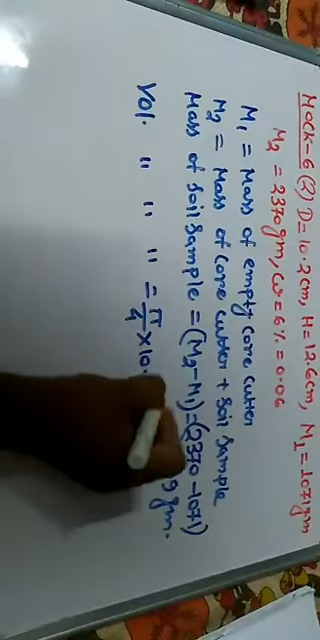 MOCK-6 (2) D=10.2cm, H=12.6cm, M1=1071gm
M2 = 2370gm, ω=6%=0.06
M1 = Mass of empty core cutter
M2 = Mass of core cutter + soil sample
Mass of soil sample = (M2-M1)=(2370-1071)
Vol. " " " = π/4 ×10. 9 gm.